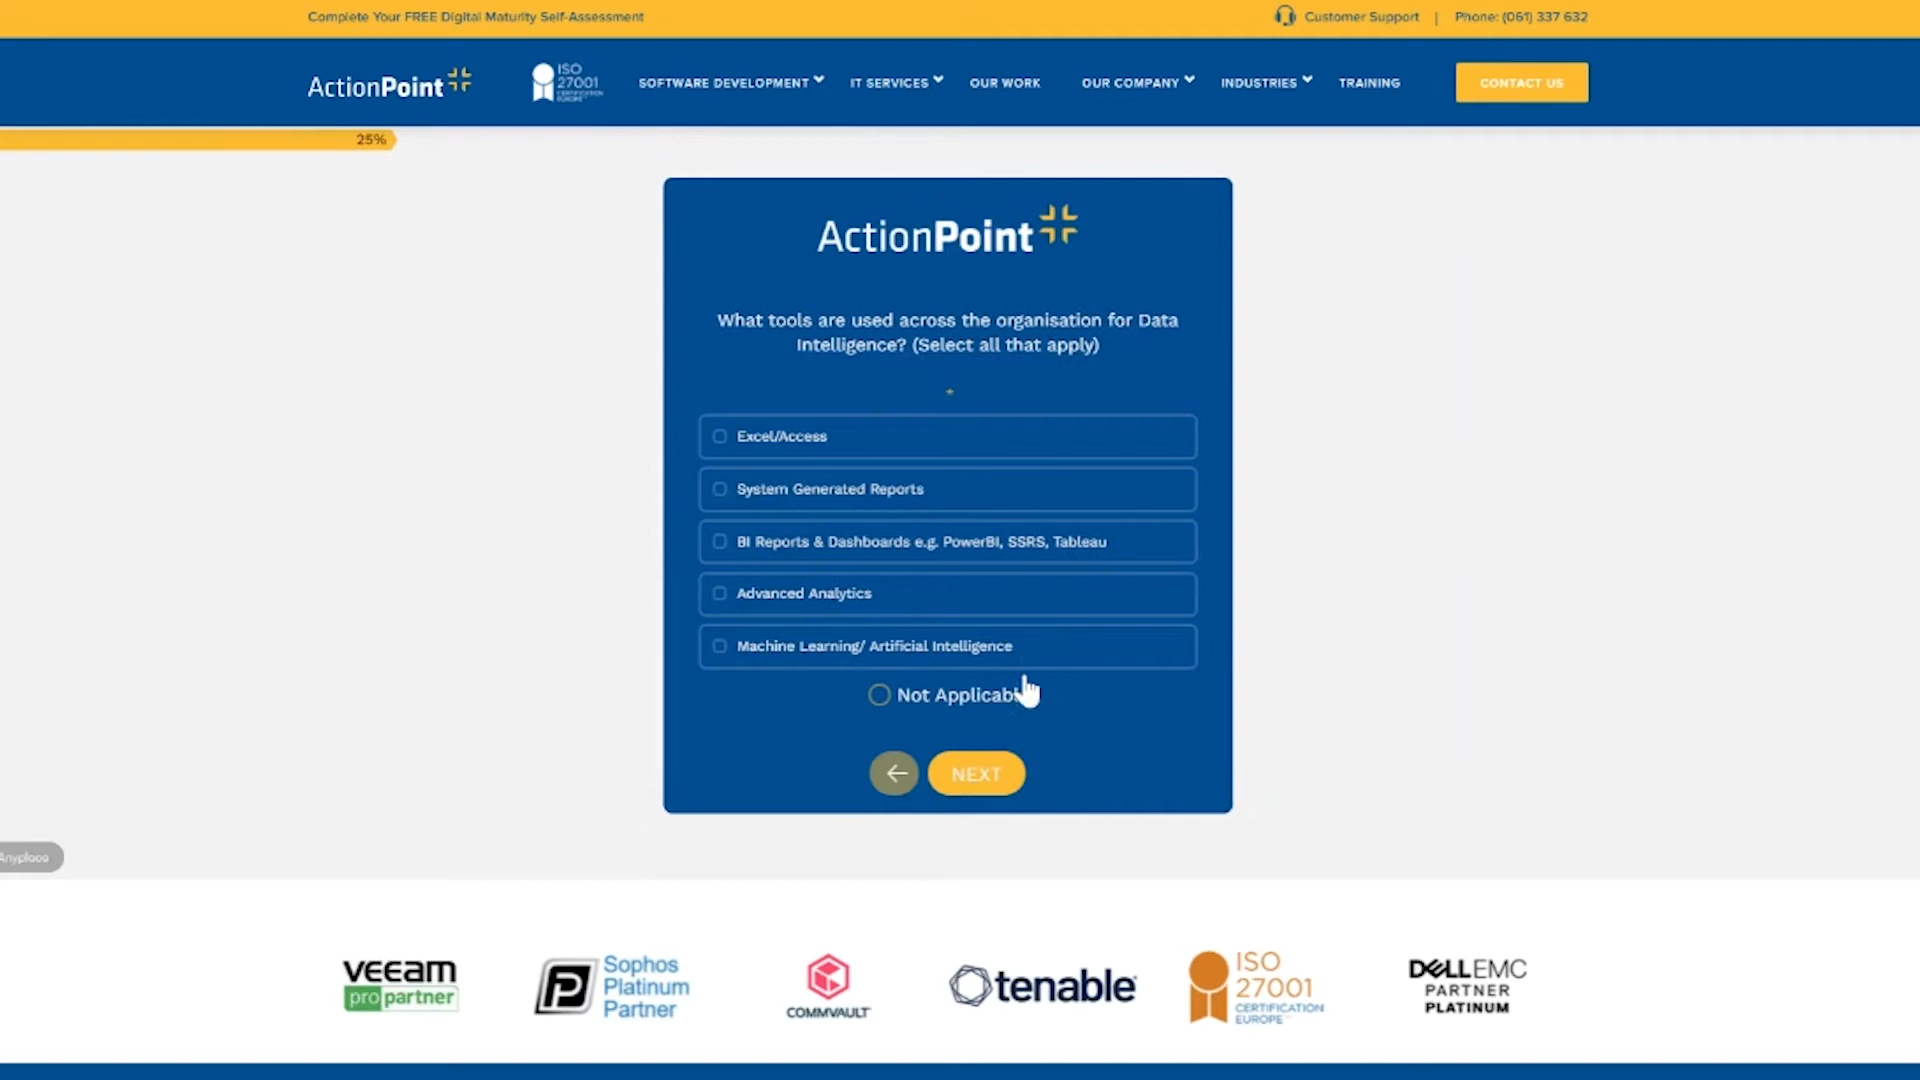 Complete Your FREE Digital Maturity Self-Assessment
Customer Support | Phone: (061) 337 632
ActionPoint
ISO
27001
CERTIFICATION
EUROPE
SOFTWARE DEVELOPMENT
IT SERVICES
OUR WORK
OUR COMPANY
INDUSTRIES
TRAINING
CONTACT US
25%
ActionPoint
What tools are used across the organisation for Data
Intelligence? (Select all that apply)
*
Excel/Access
System Generated Reports
BI Reports & Dashboards e.g. PowerBI, SSRS, Tableau
Advanced Analytics
Machine Learning/ Artificial Intelligence
Not Applicab
NEXT
Anyplace
veeam
pro partner
Sophos
Platinum
Partner
COMMVAULT
tenable
ISO
27001
CERTIFICATION
EUROPE
DELLEMC
PARTNER
PLATINUM